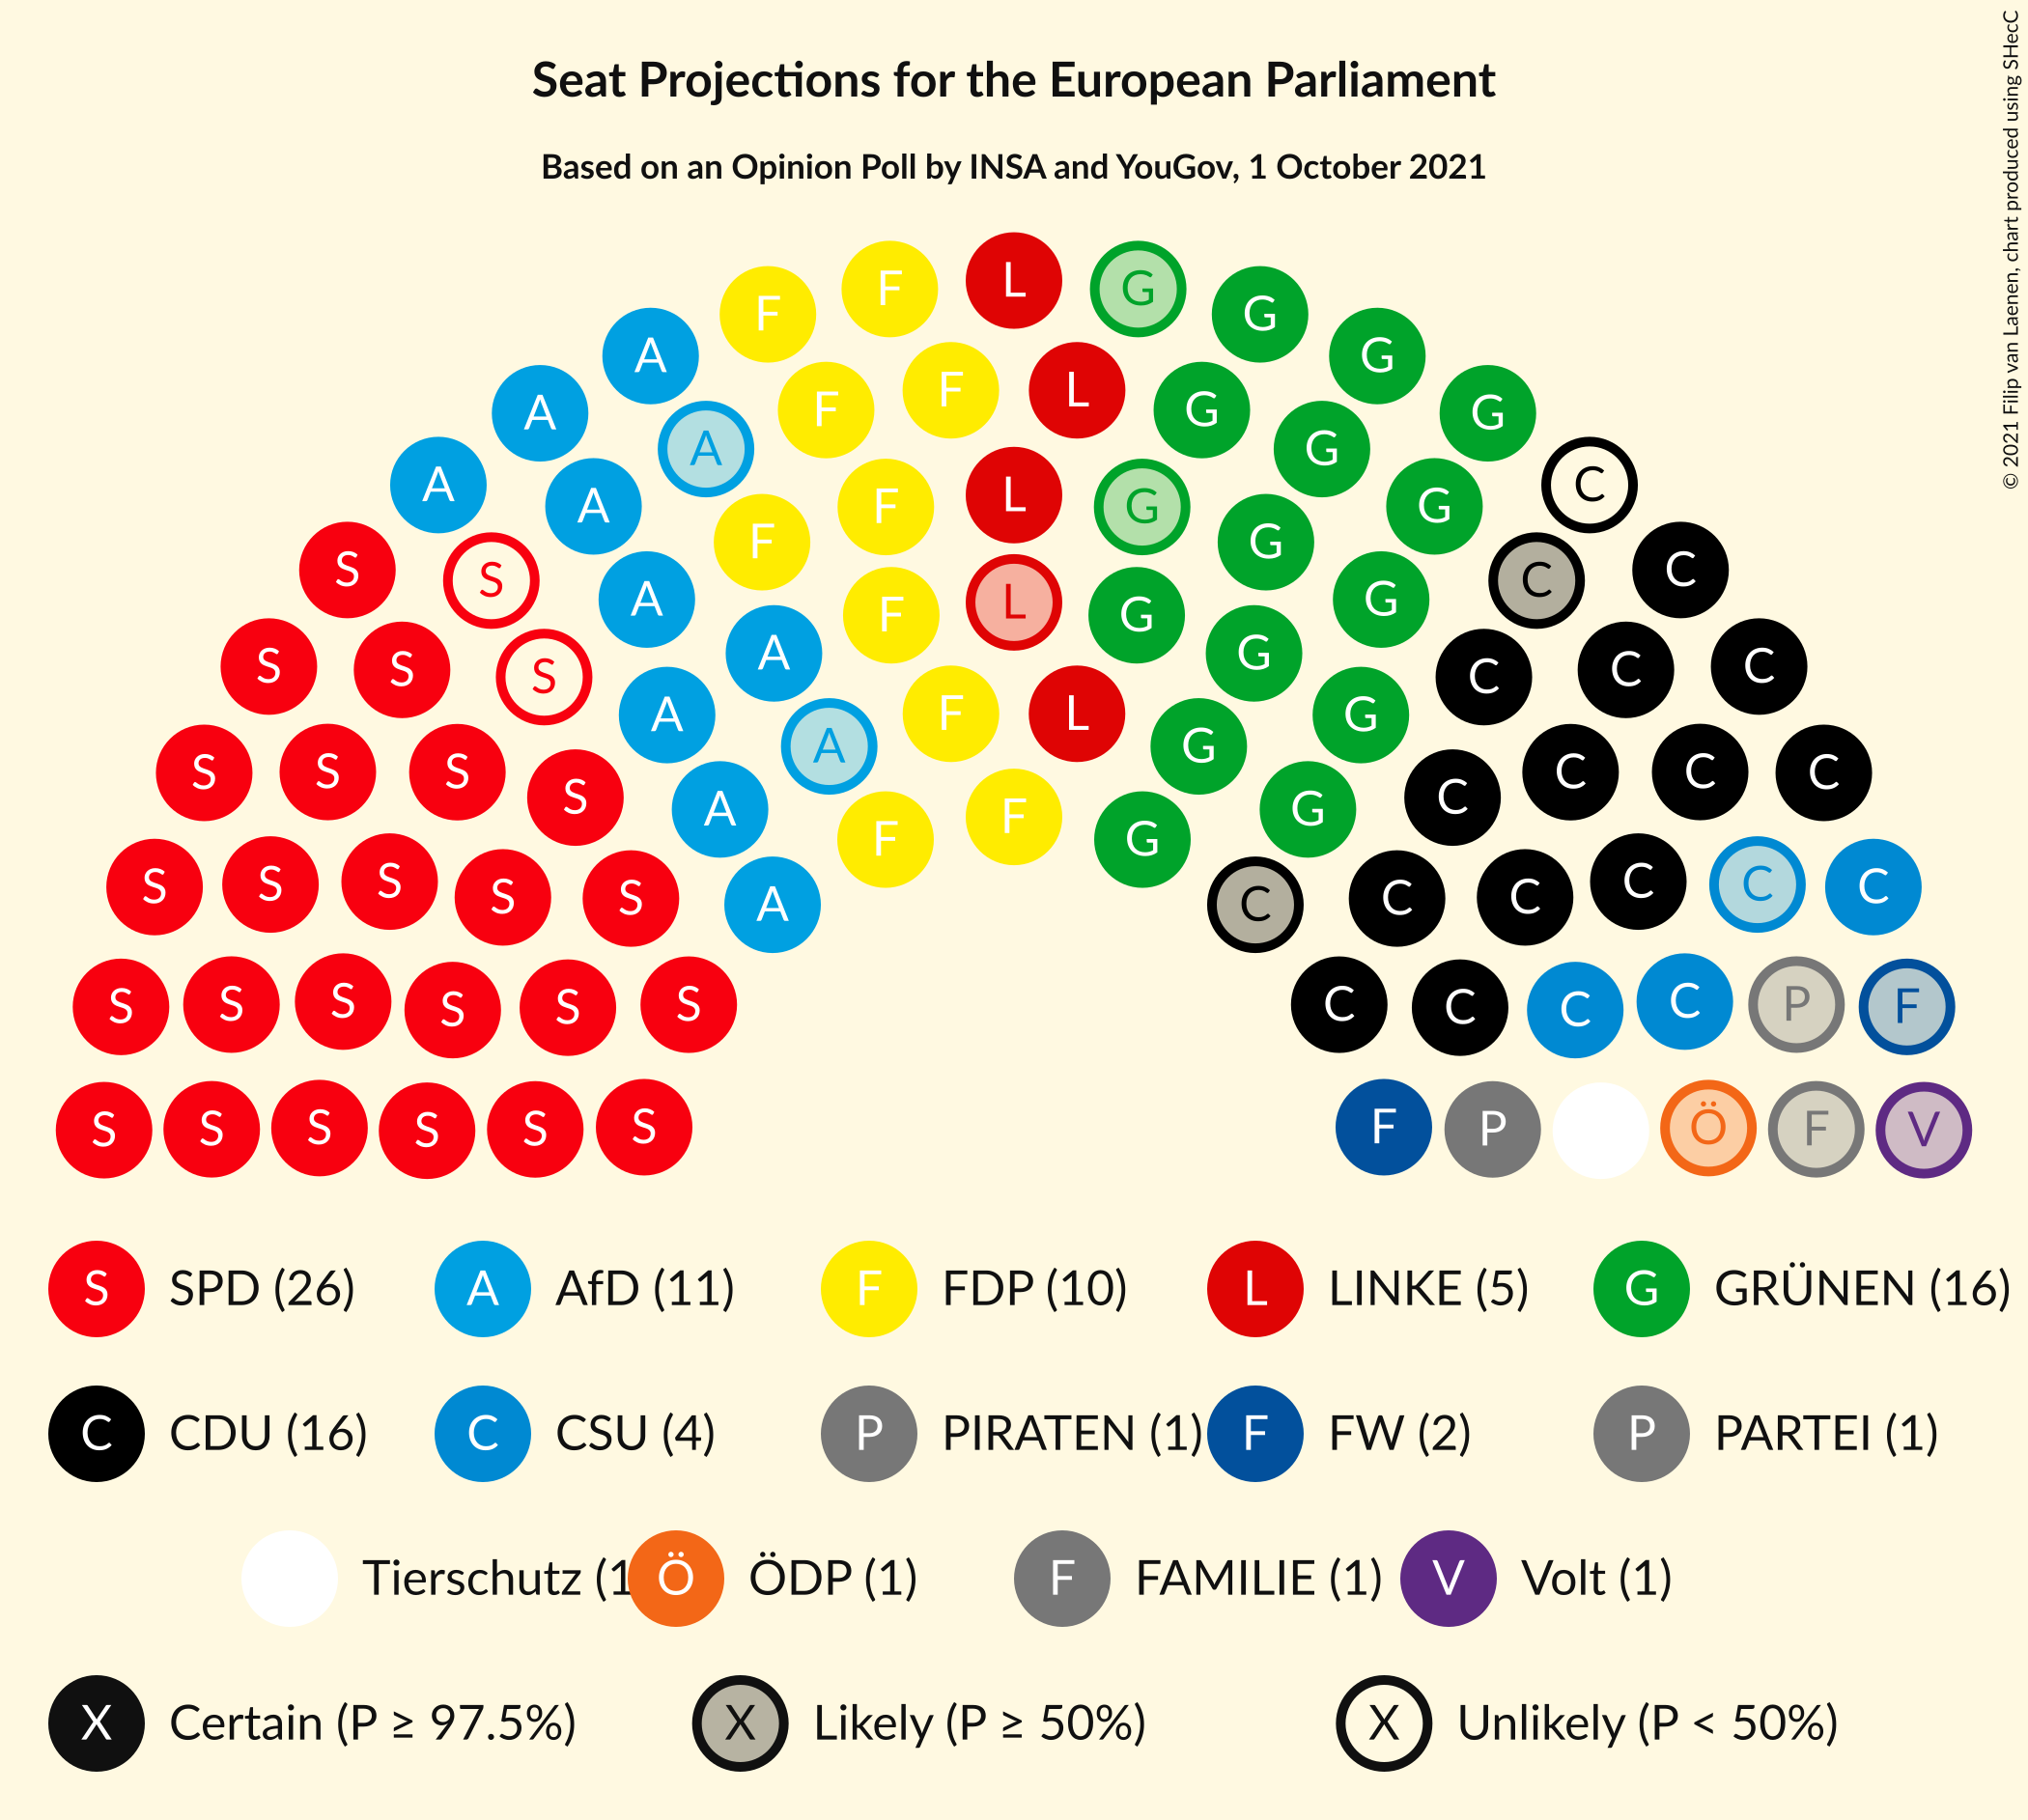 Seat Projections for the European Parliament
Based on an Opinion Poll by INSA and YouGov, 1 October 2021
© 2021 Filip van Laenen, chart produced using SHecC
F F L G G
A F F L G G
A A F F L G G G C
A A F F L G G G C C
S S A A F L G G G C C C
S S S A A F L G G C C C
S S S S A F F G G C C C C
S S S S S A C C C C C C
S S S S S S C C C C P F
S S S S S S F P Ö F V
S SPD (26) A AfD (11) F FDP (10) L LINKE (5) G GRÜNEN (16)
C CDU (16) C CSU (4) P PIRATEN (1) F FW (2) P PARTEI (1)
Tierschutz (1 Ö ÖDP (1) F FAMILIE (1) V Volt (1)
X Certain (P ≥ 97.5%) X Likely (P ≥ 50%) X Unlikely (P < 50%)